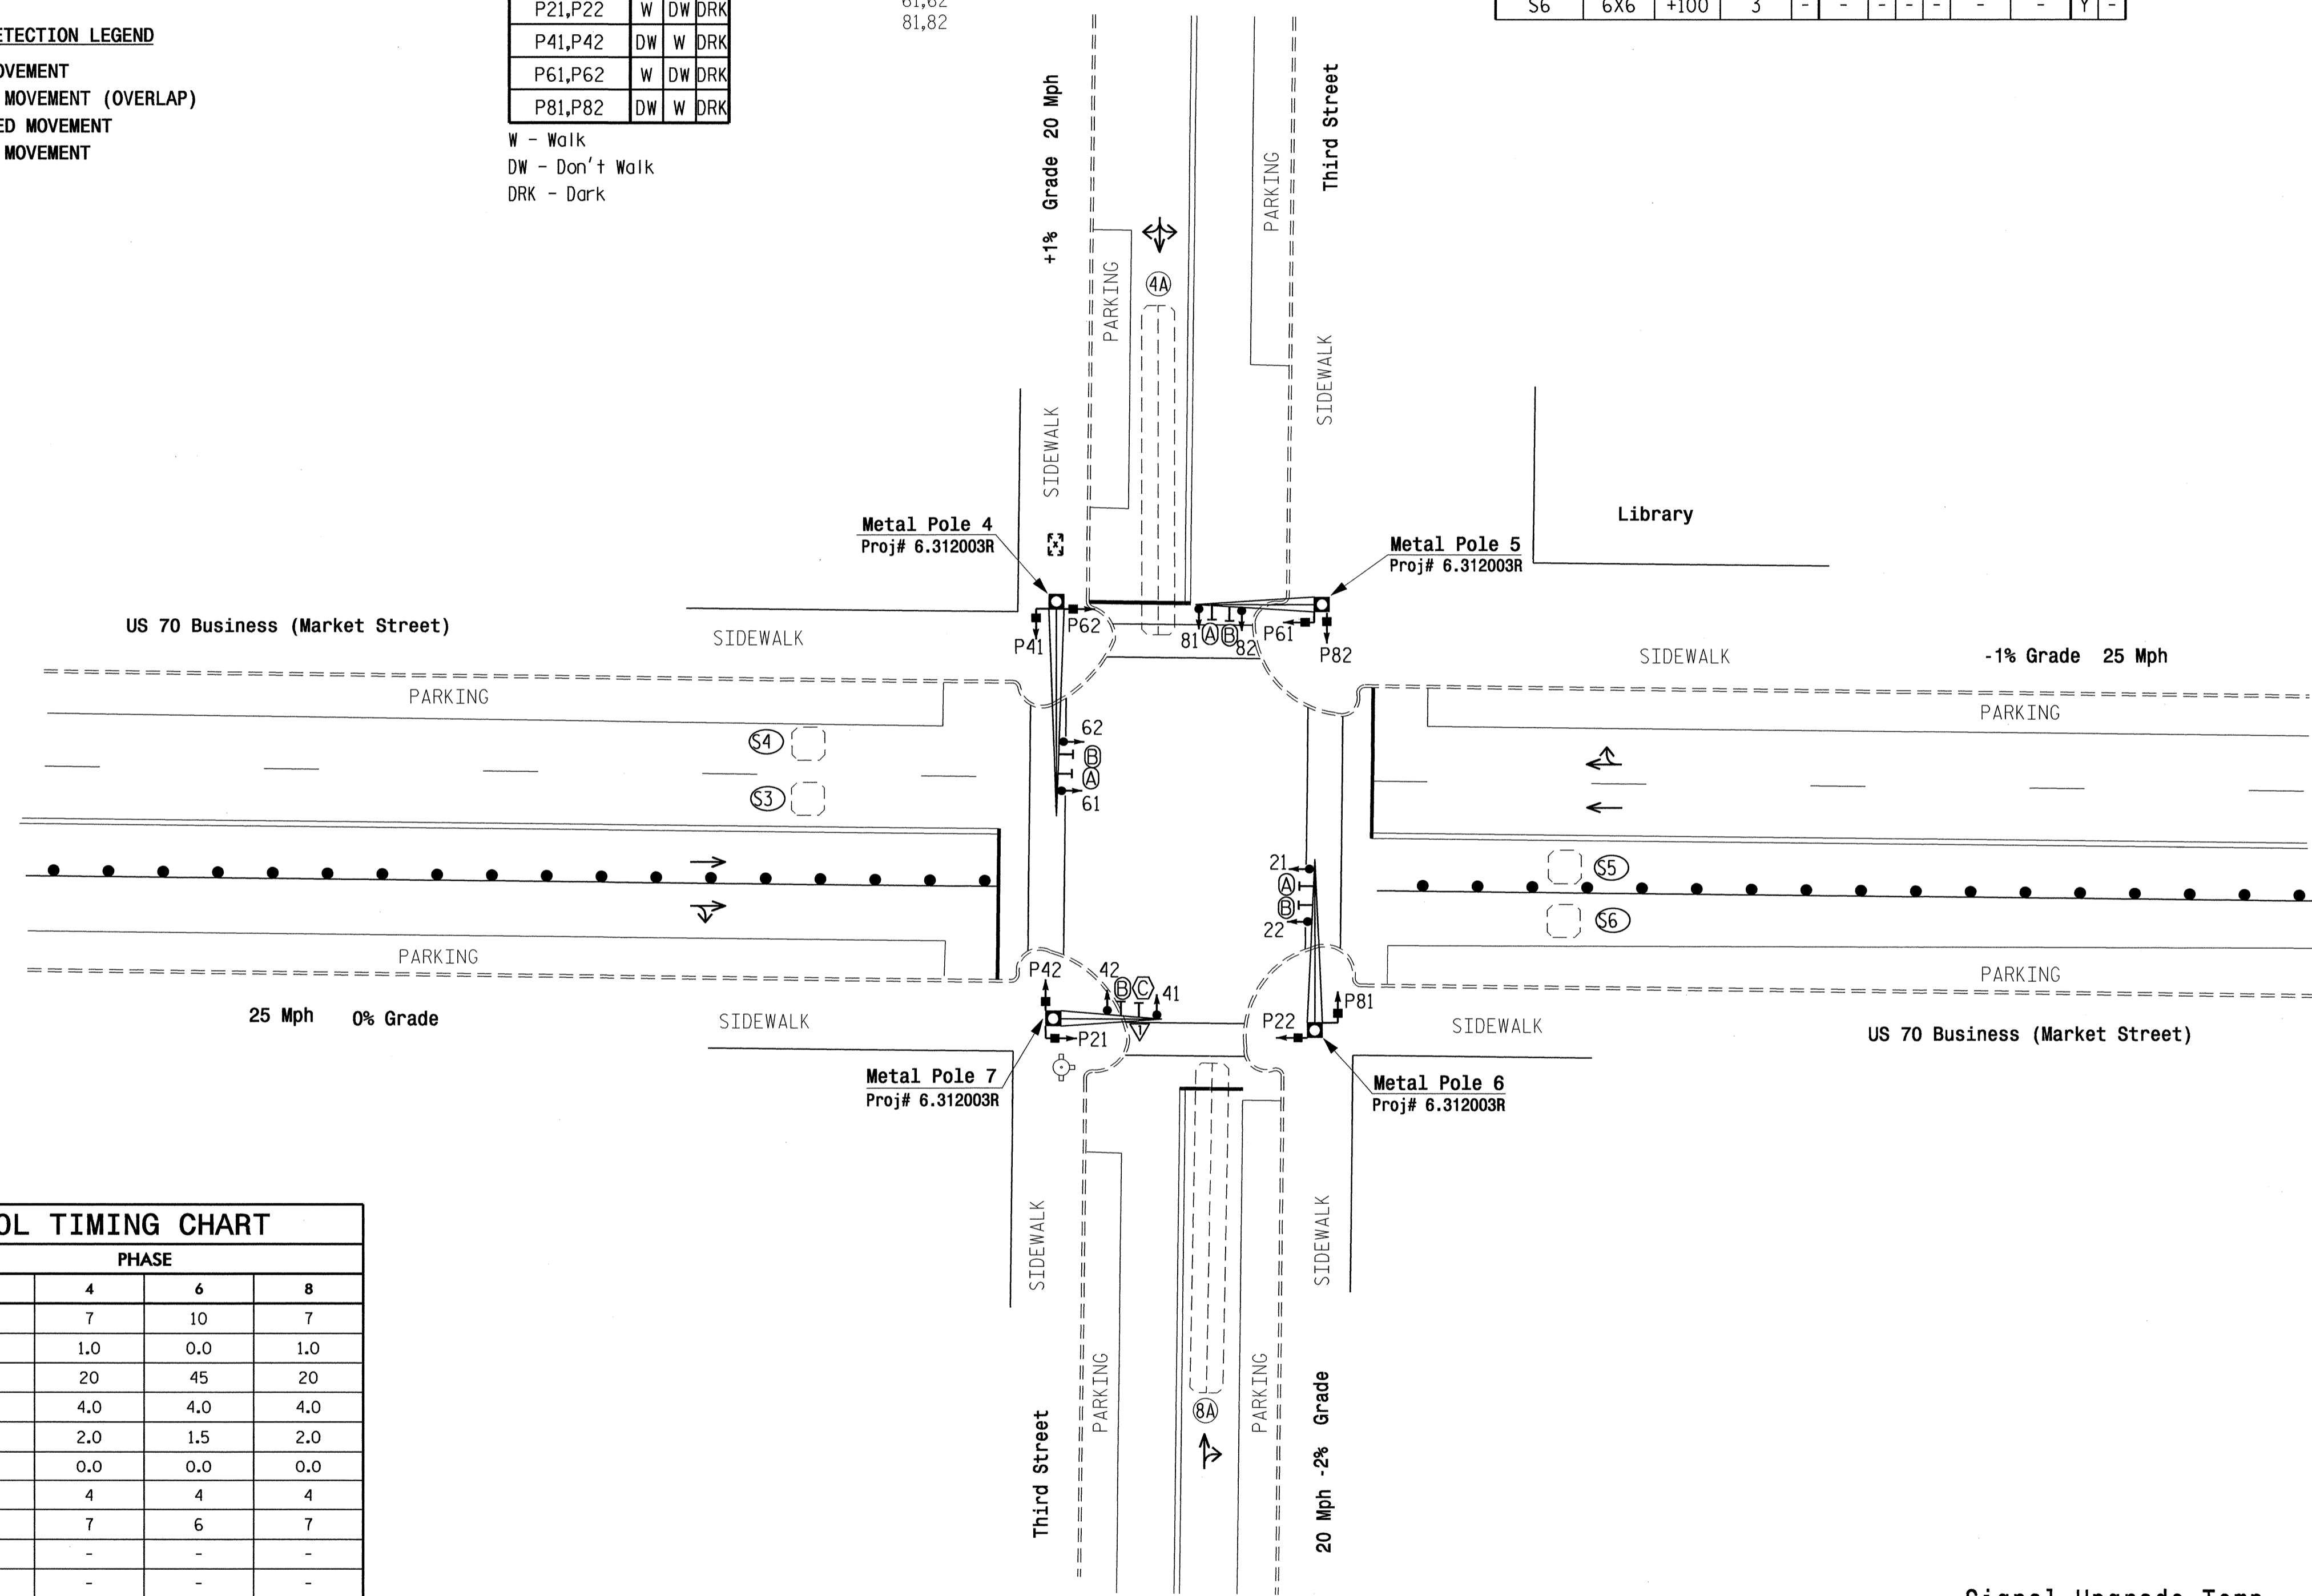 ETECTION LEGEND
OVEMENT
MOVEMENT (OVERLAP)
ED MOVEMENT
MOVEMENT
P21,P22 W DW DRK
P41,P42 DW W DRK
P61,P62 W DW DRK
P81,P82 DW W DRK
W - Walk
DW - Don't Walk
DRK - Dark
61,62
81,82
S6 6X6 +100 3 - - - - - - - Y -
+1% Grade 20 Mph
Third Street
PARKING
PARKING
4A
SIDEWALK
SIDEWALK
Metal Pole 4
Proj# 6.312003R
Metal Pole 5
Proj# 6.312003R
Library
US 70 Business (Market Street)
SIDEWALK
P41
P62
81 A B 82
P61
P82
SIDEWALK
-1% Grade 25 Mph
PARKING
PARKING
S4
S3
62
B
A
61
21
A
B
22
S5
S6
PARKING
PARKING
25 Mph 0% Grade
SIDEWALK
P42
42
B C 41
1
P21
P22
P81
SIDEWALK
US 70 Business (Market Street)
Metal Pole 7
Proj# 6.312003R
Metal Pole 6
Proj# 6.312003R
SIDEWALK
SIDEWALK
PARKING
PARKING
8A
Third Street
20 Mph -2% Grade
OL TIMING CHART
PHASE
4 6 8
7 10 7
1.0 0.0 1.0
20 45 20
4.0 4.0 4.0
2.0 1.5 2.0
0.0 0.0 0.0
4 4 4
7 6 7
- - -
- - -
Signal Upgrade Temp